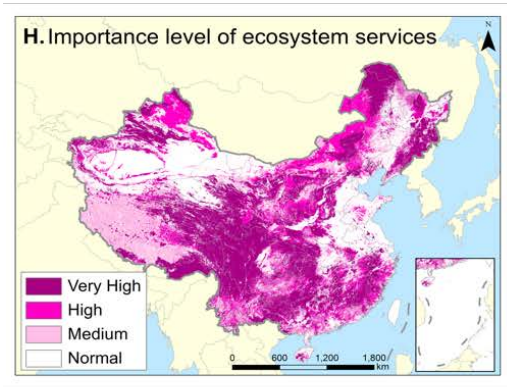 H. Importance level of ecosystem services
N
Very High
High
Medium
Normal
0 600 1,200 1,800
km